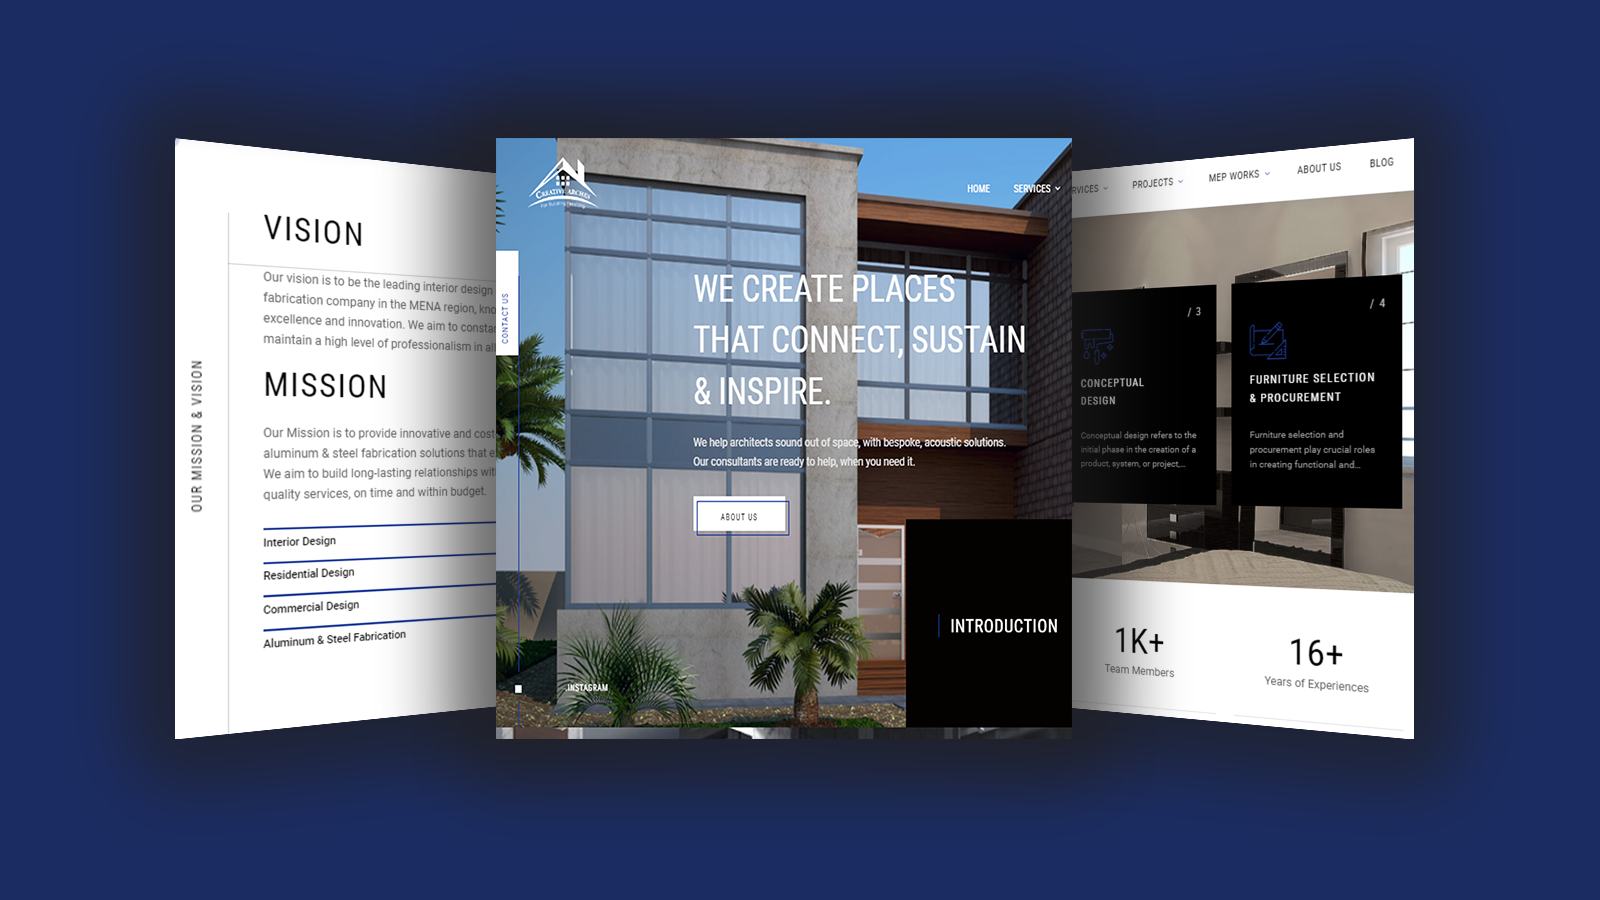 OUR MISSION & VISION
VISION
Our vision is to be the leading interior design
fabrication company in the MENA region,
excellence and innovation. We aim to
maintain a high level of professionalism in
MISSION
Our Mission is to provide innovative and
aluminum & steel fabrication solutions that
We aim to build long-lasting relationships
quality services, on time and within budget.
Interior Design
Residential Design
Commercial Design
Aluminum & Steel Fabrication
CREATIVE ARCHES
HOME
SERVICES
CONTACT US
WE CREATE PLACES
THAT CONNECT, SUSTAIN
& INSPIRE.
We help architects sound out of space, with bespoke, acoustic solutions.
Our consultants are ready to help, when you need it.
ABOUT US
INTRODUCTION
INSTAGRAM
PROJECTS
MEP WORKS
ABOUT US
BLOG
/ 3
CONCEPTUAL
DESIGN
Conceptual design refers to the
initial phase in the creation of a
product, system, or project,...
/ 4
FURNITURE SELECTION
& PROCUREMENT
Furniture selection and
procurement play crucial roles
in creating functional and...
1K+
Team Members
16+
Years of Experiences